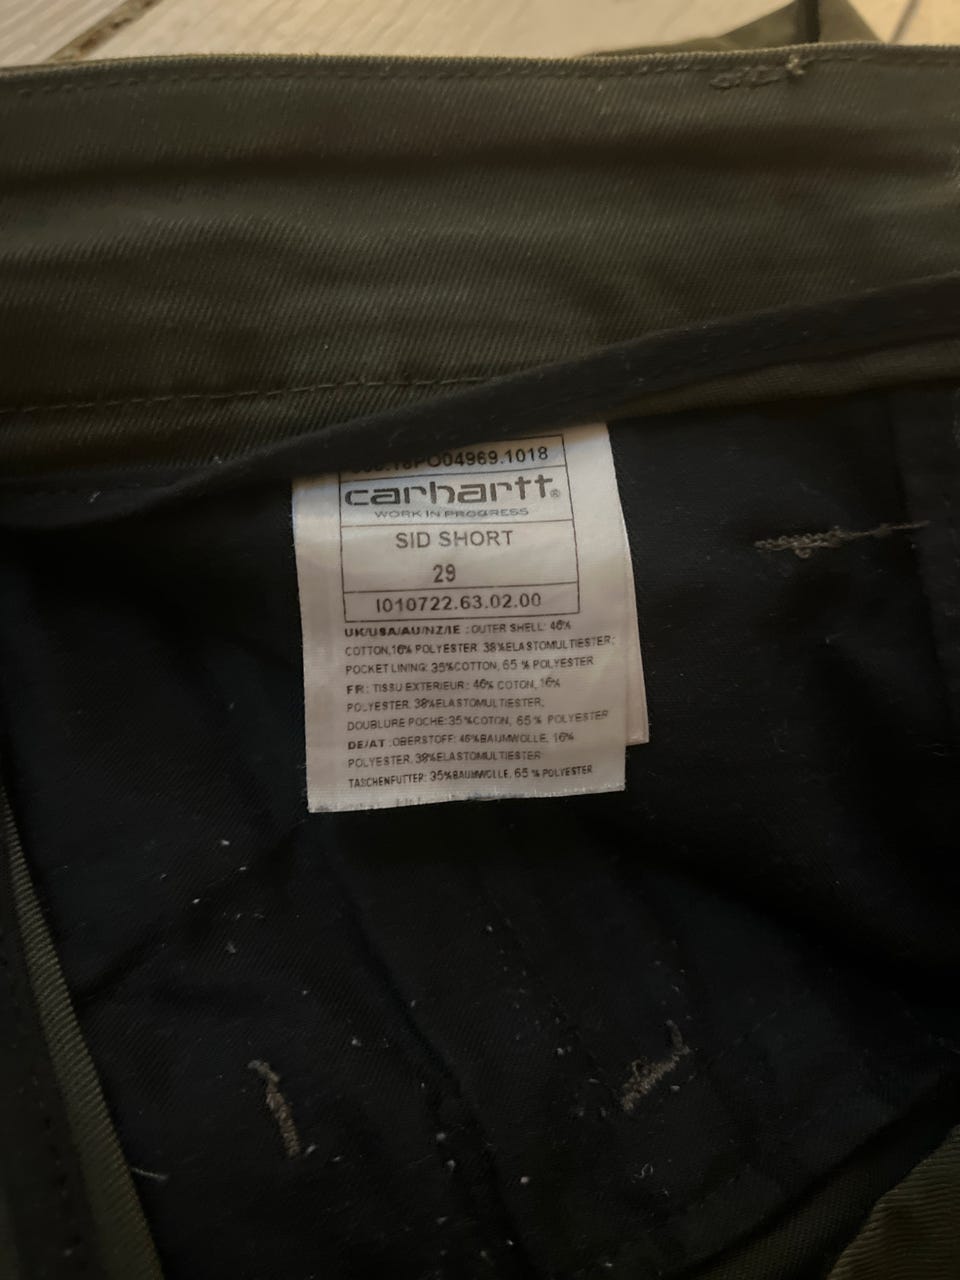 PO04969.1018
carhartt®
WORK IN PROGRESS
SID SHORT
29
I010722.63.02.00
UK/USA/AU/NZ/IE : OUTER SHELL: 46%
COTTON,16% POLYESTER. 38%ELASTOMULTIESTER;
POCKET LINING: 35%COTTON, 65 % POLYESTER
FR: TISSU EXTERIEUR: 46% COTON, 16%
POLYESTER. 38%ELASTOMULTIESTER;
DOUBLURE POCHE:35%COTON, 65% POLYESTER
DE/AT :OBERSTOFF: 46%BAUMWOLLE, 16%
POLYESTER. 38%ELASTOMULTIESTER
TASCHENFUTTER: 35%BAUMWOLLE, 65 % POLYESTER